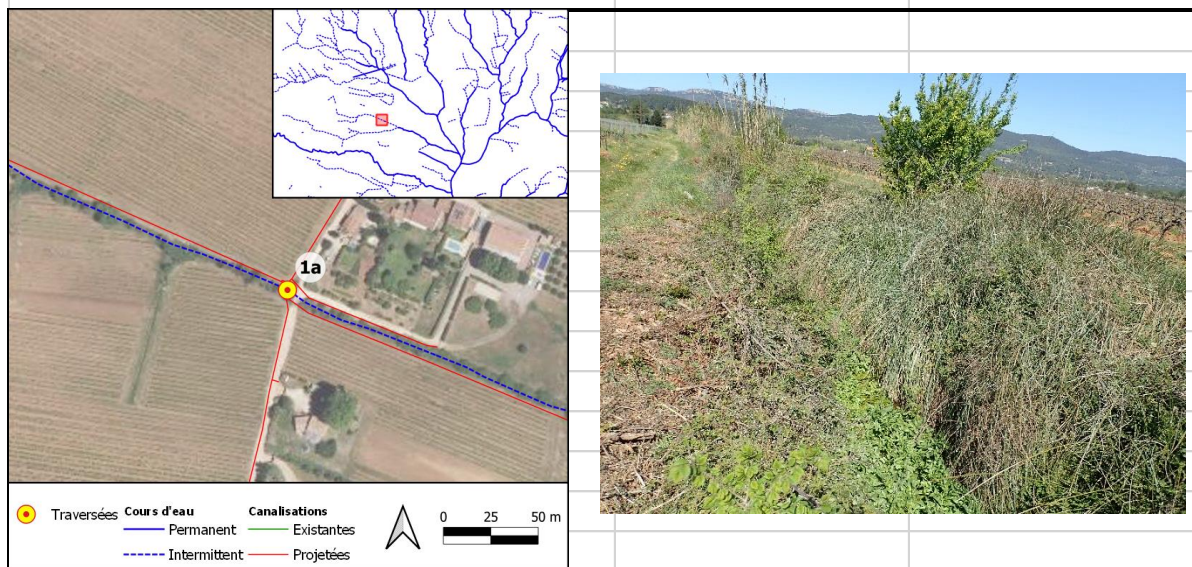 1a
Traversées Cours d'eau Canalisations
Permanent Existantes
Intermittent Projetées
0 25 50 m